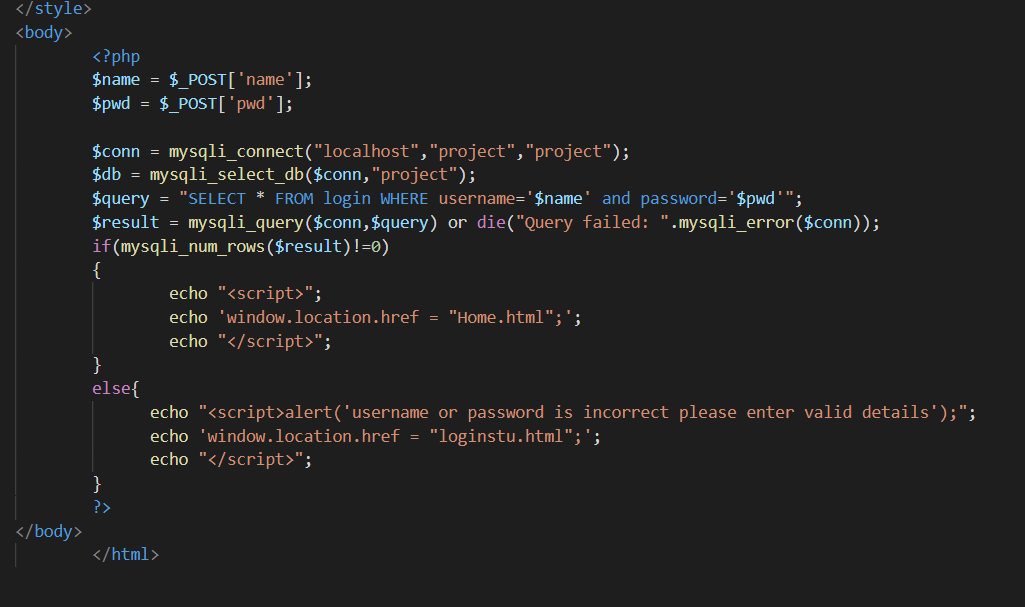 </style>
<body>
<?php
$name = $_POST['name'];
$pwd = $_POST['pwd'];
$conn = mysqli_connect("localhost","project","project");
$db = mysqli_select_db($conn,"project");
$query = "SELECT * FROM login WHERE username='$name' and password='$pwd'";
$result = mysqli_query($conn,$query) or die("Query failed: ".mysqli_error($conn));
if(mysqli_num_rows($result)!=0)
{
echo "<script>";
echo 'window.location.href = "Home.html";';
echo "</script>";
}
else{
echo "<script>alert('username or password is incorrect please enter valid details');";
echo 'window.location.href = "loginstu.html";';
echo "</script>";
}
?>
</body>
</html>